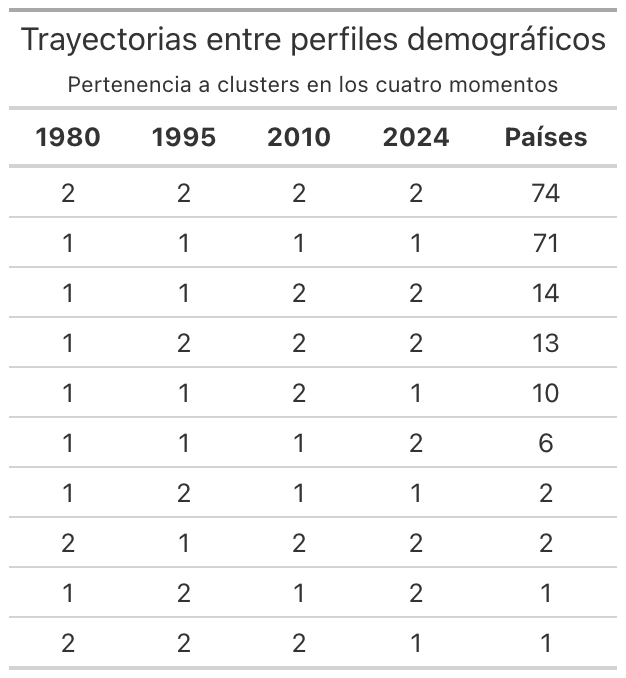 Trayectorias entre perfiles demográficos
Pertenencia a clusters en los cuatro momentos
1980 1995 2010 2024 Países
2 2 2 2 74
1 1 1 1 71
1 1 2 2 14
1 2 2 2 13
1 1 2 1 10
1 1 1 2 6
1 2 1 1 2
2 1 2 2 2
1 2 1 2 1
2 2 2 1 1